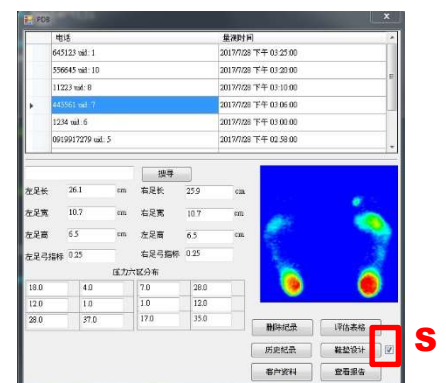 FDB
电话 量测时间
645123 uid: 1 2017/7/28 下午 03:25:00
556645 uid: 10 2017/7/28 下午 03:20:00
11223 uid: 8 2017/7/28 下午 03:10:00
443561 uid: 7 2017/7/28 下午 03:06:00
1234 uid: 6 2017/7/28 下午 03:00:00
0919917279 uid: 5 2017/7/28 下午 02:58:00
搜寻
左足长 26.1 cm 右足长 25.9 cm
左足宽 10.7 cm 右足宽 10.7 cm
左足高 6.5 cm 左足高 6.5 cm
左足弓指标 0.25 右足弓指标 0.25
压力六区分布
18.0 4.0 7.0 28.0
12.0 1.0 1.0 12.0
28.0 37.0 17.0 35.0
删除纪录 评估表格
历史纪录 鞋垫设计 S
客户资料 查看报告